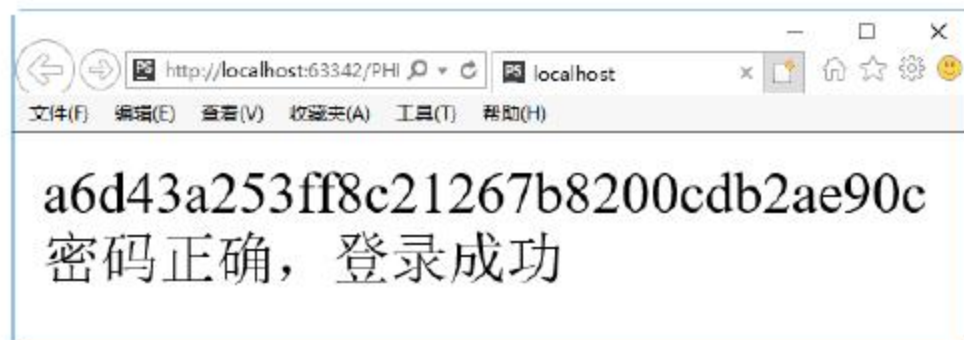 http://localhost:63342/PHI
localhost
文件(F) 编辑(E) 查看(V) 收藏夹(A) 工具(T) 帮助(H)
a6d43a253ff8c21267b8200cdb2ae90c
密码正确，登录成功